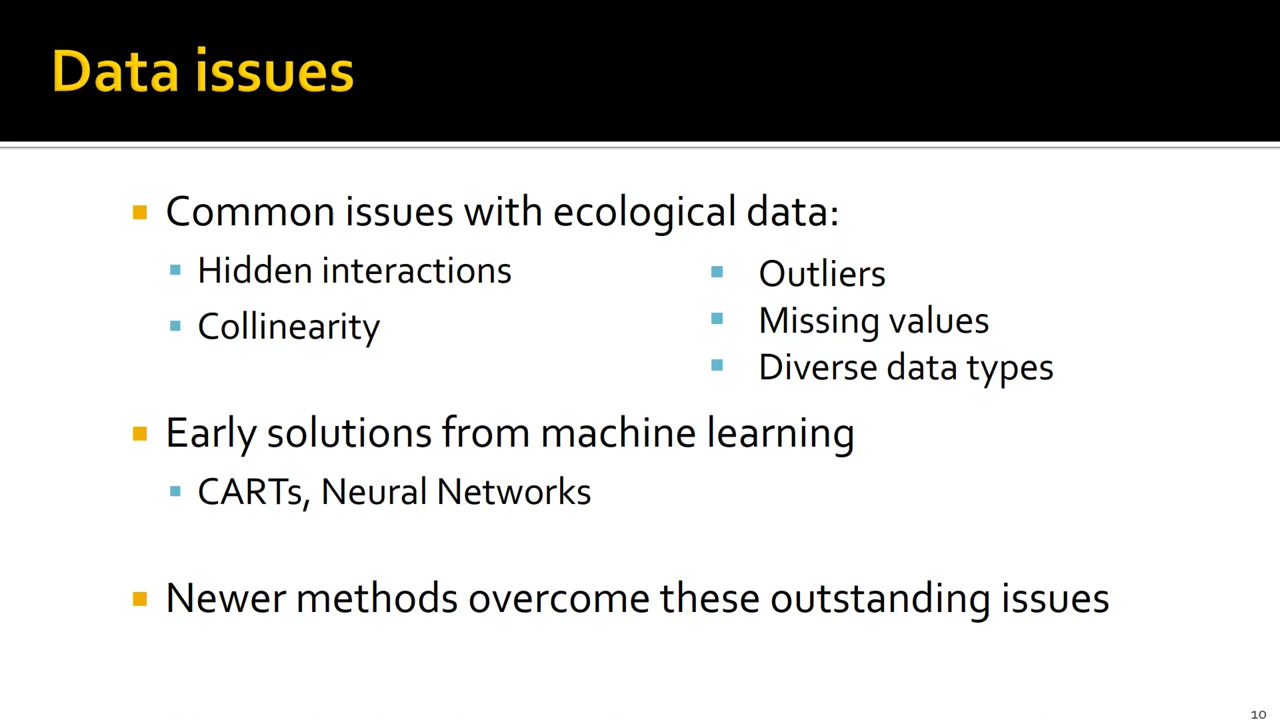 Data issues
Common issues with ecological data:
Hidden interactions
Collinearity
Outliers
Missing values
Diverse data types
Early solutions from machine learning
CARTs, Neural Networks
Newer methods overcome these outstanding issues
10